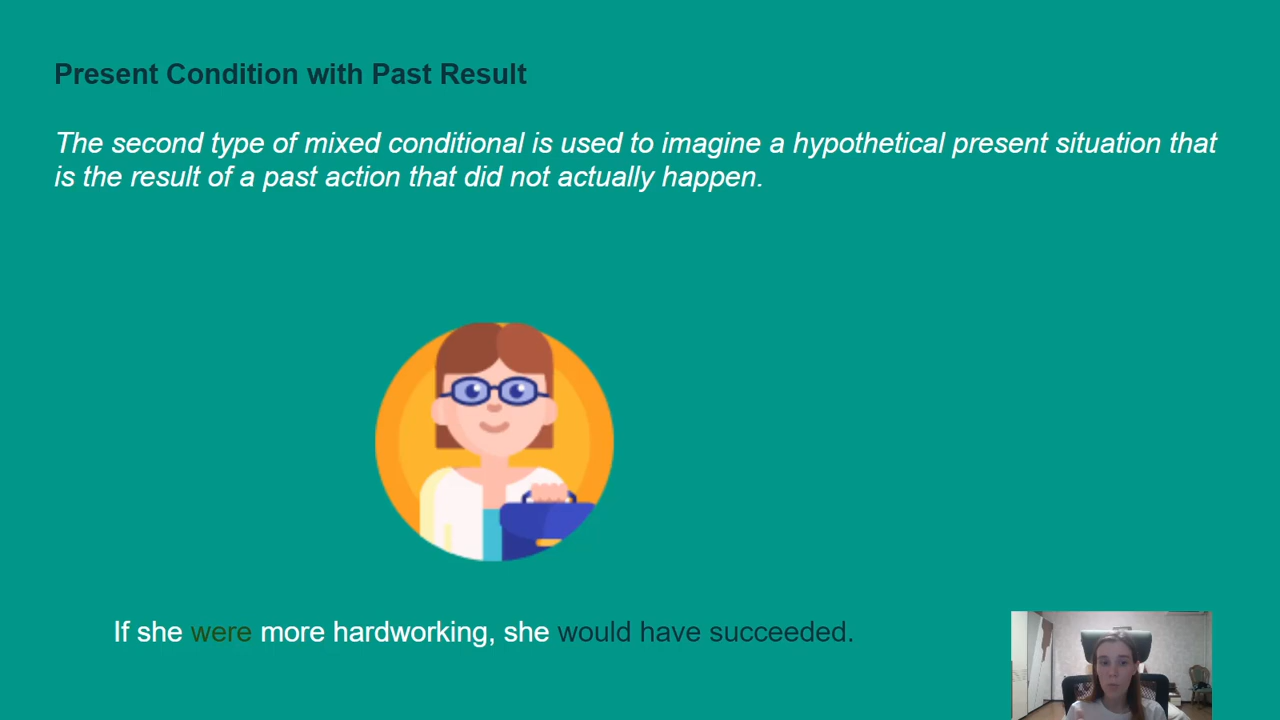 Present Condition with Past Result
The second type of mixed conditional is used to imagine a hypothetical present situation that
is the result of a past action that did not actually happen.
If she were more hardworking, she would have succeeded.